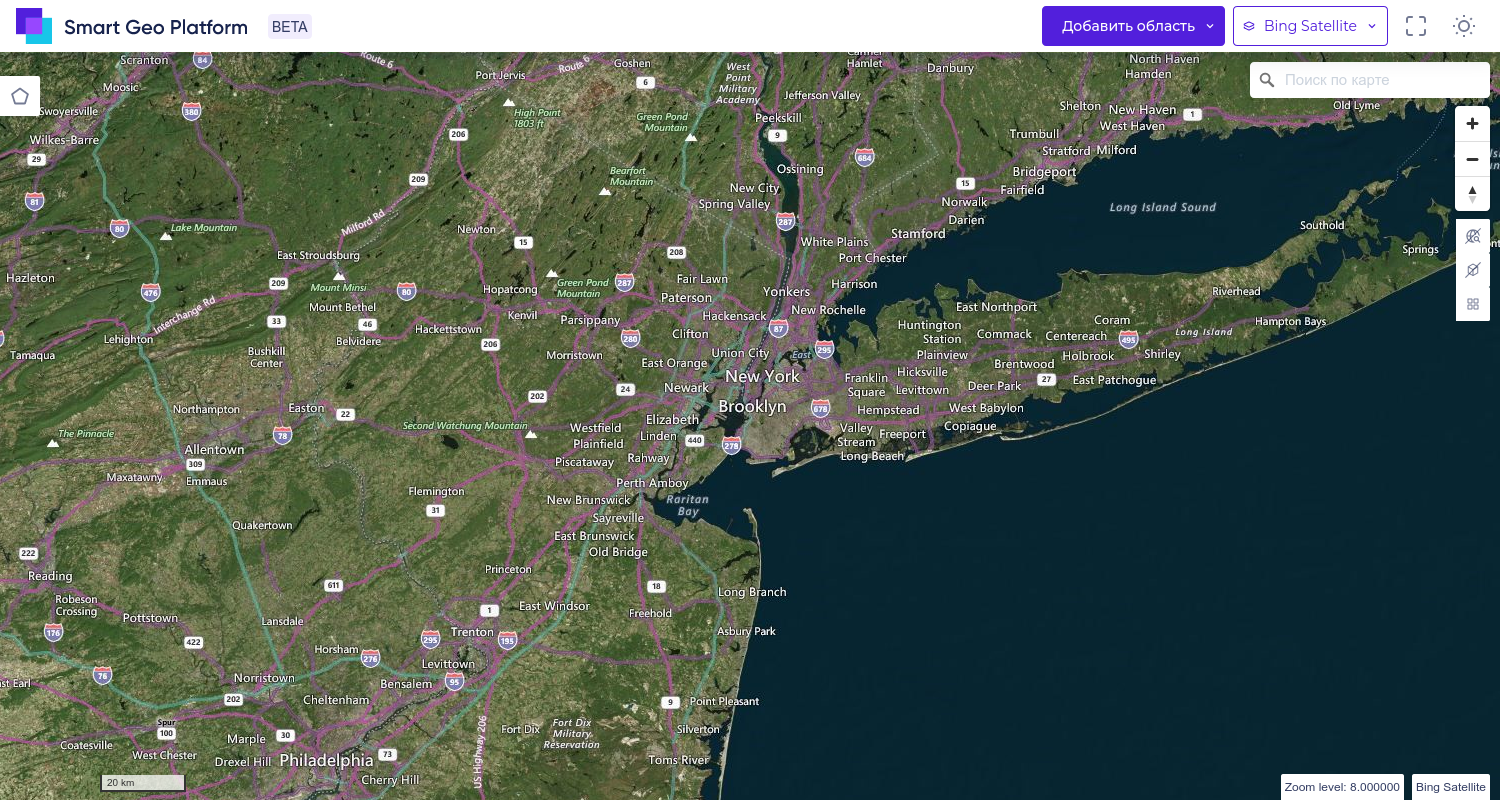 Smart Geo Platform
BETA
Добавить область
Bing Satellite
Поиск по карте
Scranton
84
Route 6
Port Jervis
Route 6
Goshen
6
West
Point
Military
Academy
Hamlet
Danbury
North Haven
Hamden
Moosic
Swoyersville
380
High Point
1803 ft
Green Pond
Mountain
Jefferson Valley
Peekskill
Shelton
New Haven
West Haven
1
Old Lyme
Wilkes-Barre
29
206
9
Trumbull
Stratford
Milford
684
Ossining
Bridgeport
Fairfield
209
Bearfort
Mountain
New City
Spring Valley
15
Norwalk
Darien
Long Island Sound
81
80
Lake Mountain
Milford Rd
Newton
15
287
Stamford
Southold
Springs
East Stroudsburg
208
White Plains
Port Chester
Hazleton
476
209
Mount Minsi
80
Hopatcong
Green Pond
Mountain
287
Fair Lawn
Paterson
Yonkers
Harrison
Riverhead
Interchange Rd
Mount Bethel
Kenvil
Parsippany
Hackensack
New Rochelle
East Northport
Coram
Hampton Bays
33
46
Hackettstown
Clifton
87
Huntington
Station
Commack
Centereach
495
Long Island
Lehighton
Belvidere
206
280
Tamaqua
Bushkill
Center
Morristown
East Orange
Union City
East
295
Plainview
Holbrook
Shirley
Brentwood
New York
Franklin
Square
Hicksville
Levittown
Deer Park
27
East Patchogue
Newark
24
202
Northampton
Easton
22
Brooklyn
678
Hempstead
West Babylon
Copiague
The Pinnacle
78
Second Watchung Mountain
Westfield
Plainfield
Elizabeth
Linden
440
278
Valley
Stream
Freeport
Long Beach
Allentown
309
Emmaus
Maxatawny
Piscataway
Rahway
Perth Amboy
Flemington
31
New Brunswick
Raritan
Bay
Sayreville
Quakertown
East Brunswick
Old Bridge
222
Reading
Princeton
611
18
Long Branch
Robeson
Crossing
Pottstown
1
East Windsor
Freehold
Lansdale
176
422
Trenton
295
195
Asbury Park
Horsham
276
Levittown
76
Norristown
Bensalem
95
202
Cheltenham
9
Point Pleasant
Spur
100
Fort Dix
Fort Dix
Military
Reservation
Silverton
US Highway 206
Coatesville
West Chester
Marple
30
Drexel Hill
Philadelphia
73
Cherry Hill
Toms River
20 km
Zoom level: 8.000000
Bing Satellite